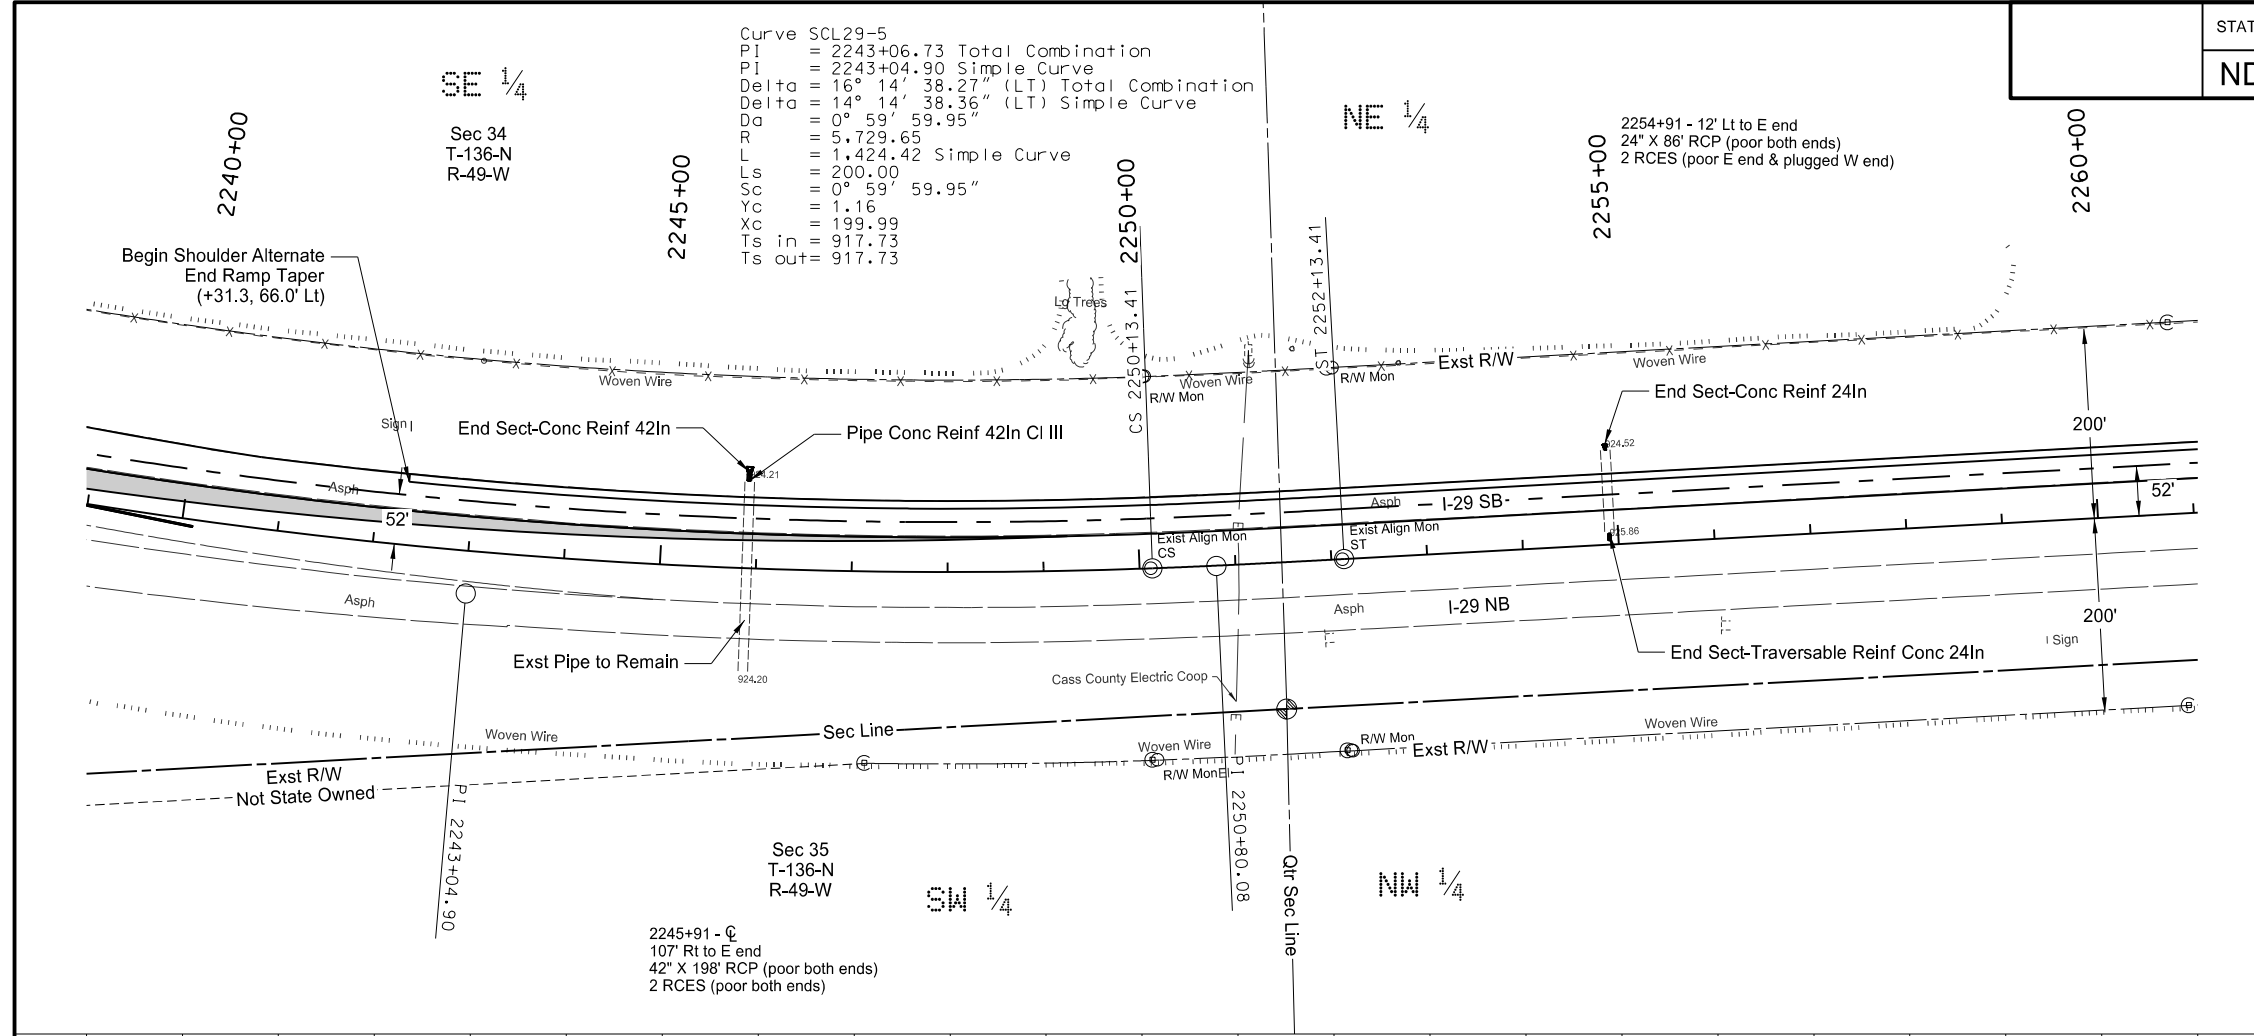 Curve SCL29-5
PI = 2243+06.73 Total Combination
PI = 2243+04.90 Simple Curve
Delta = 16° 14' 38.27" (LT) Total Combination
Delta = 14° 14' 38.36" (LT) Simple Curve
Da = 0° 59' 59.95"
R = 5,729.65
L = 1,424.42 Simple Curve
Ls = 200.00
Sc = 0° 59' 59.95"
Yc = 1.16
Xc = 199.99
Ts in = 917.73
Ts out= 917.73
SE 1/4
Sec 34
T-136-N
R-49-W
NE 1/4
2254+91 - 12' Lt to E end
24" X 86' RCP (poor both ends)
2 RCES (poor E end & plugged W end)
STAT
ND
2240+00
2245+00
2250+00
2255+00
2260+00
Begin Shoulder Alternate
End Ramp Taper
(+31.3, 66.0' Lt)
Lg Trees
CS 2250+13.41
ST 2252+13.41
Woven Wire
Woven Wire
R/W Mon
R/W Mon
Exst R/W
Woven Wire
Sign
End Sect-Conc Reinf 42In
Pipe Conc Reinf 42In Cl III
End Sect-Conc Reinf 24In
924.21
924.52
200'
Asph
52'
Asph
I-29 SB
52'
Exist Align Mon
CS
Exist Align Mon
ST
925.86
Asph
Asph
I-29 NB
200'
Sign
Exst Pipe to Remain
924.20
Cass County Electric Coop
End Sect-Traversable Reinf Conc 24In
E
E
Sec Line
Woven Wire
Woven Wire
R/W Mon
E
R/W Mon
Exst R/W
Woven Wire
Exst R/W
Not State Owned
PI 2243+04.90
PI 2250+80.08
Qtr Sec Line
Sec 35
T-136-N
R-49-W
SW 1/4
NW 1/4
2245+91 - ℄
107' Rt to E end
42" X 198' RCP (poor both ends)
2 RCES (poor both ends)